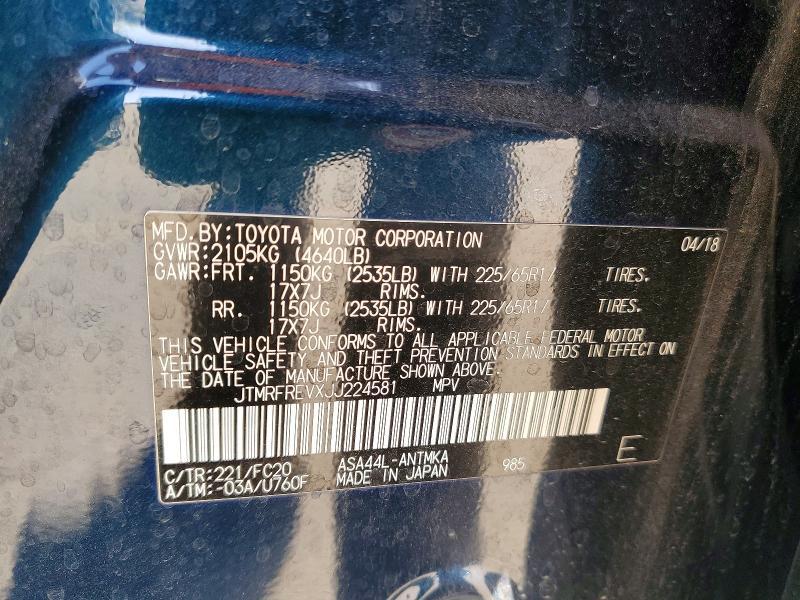 MFD. BY: TOYOTA MOTOR CORPORATION 04/18
GVWR: 2105KG (4640LB)
GAWR: FRT. 1150KG (2535LB) WITH 225/65R17 TIRES.
17X7J RIMS.
RR. 1150KG (2535LB) WITH 225/65R17 TIRES.
17X7J RIMS.
THIS VEHICLE CONFORMS TO ALL APPLICABLE FEDERAL MOTOR
VEHICLE SAFETY AND THEFT PREVENTION STANDARDS IN EFFECT ON
THE DATE OF MANUFACTURE SHOWN ABOVE.
JTMRFREVXJJ224581 MPV
C/TR: 221/FC20 ASA44L-ANTMKA 985 E
A/TM: -03A/U760F MADE IN JAPAN